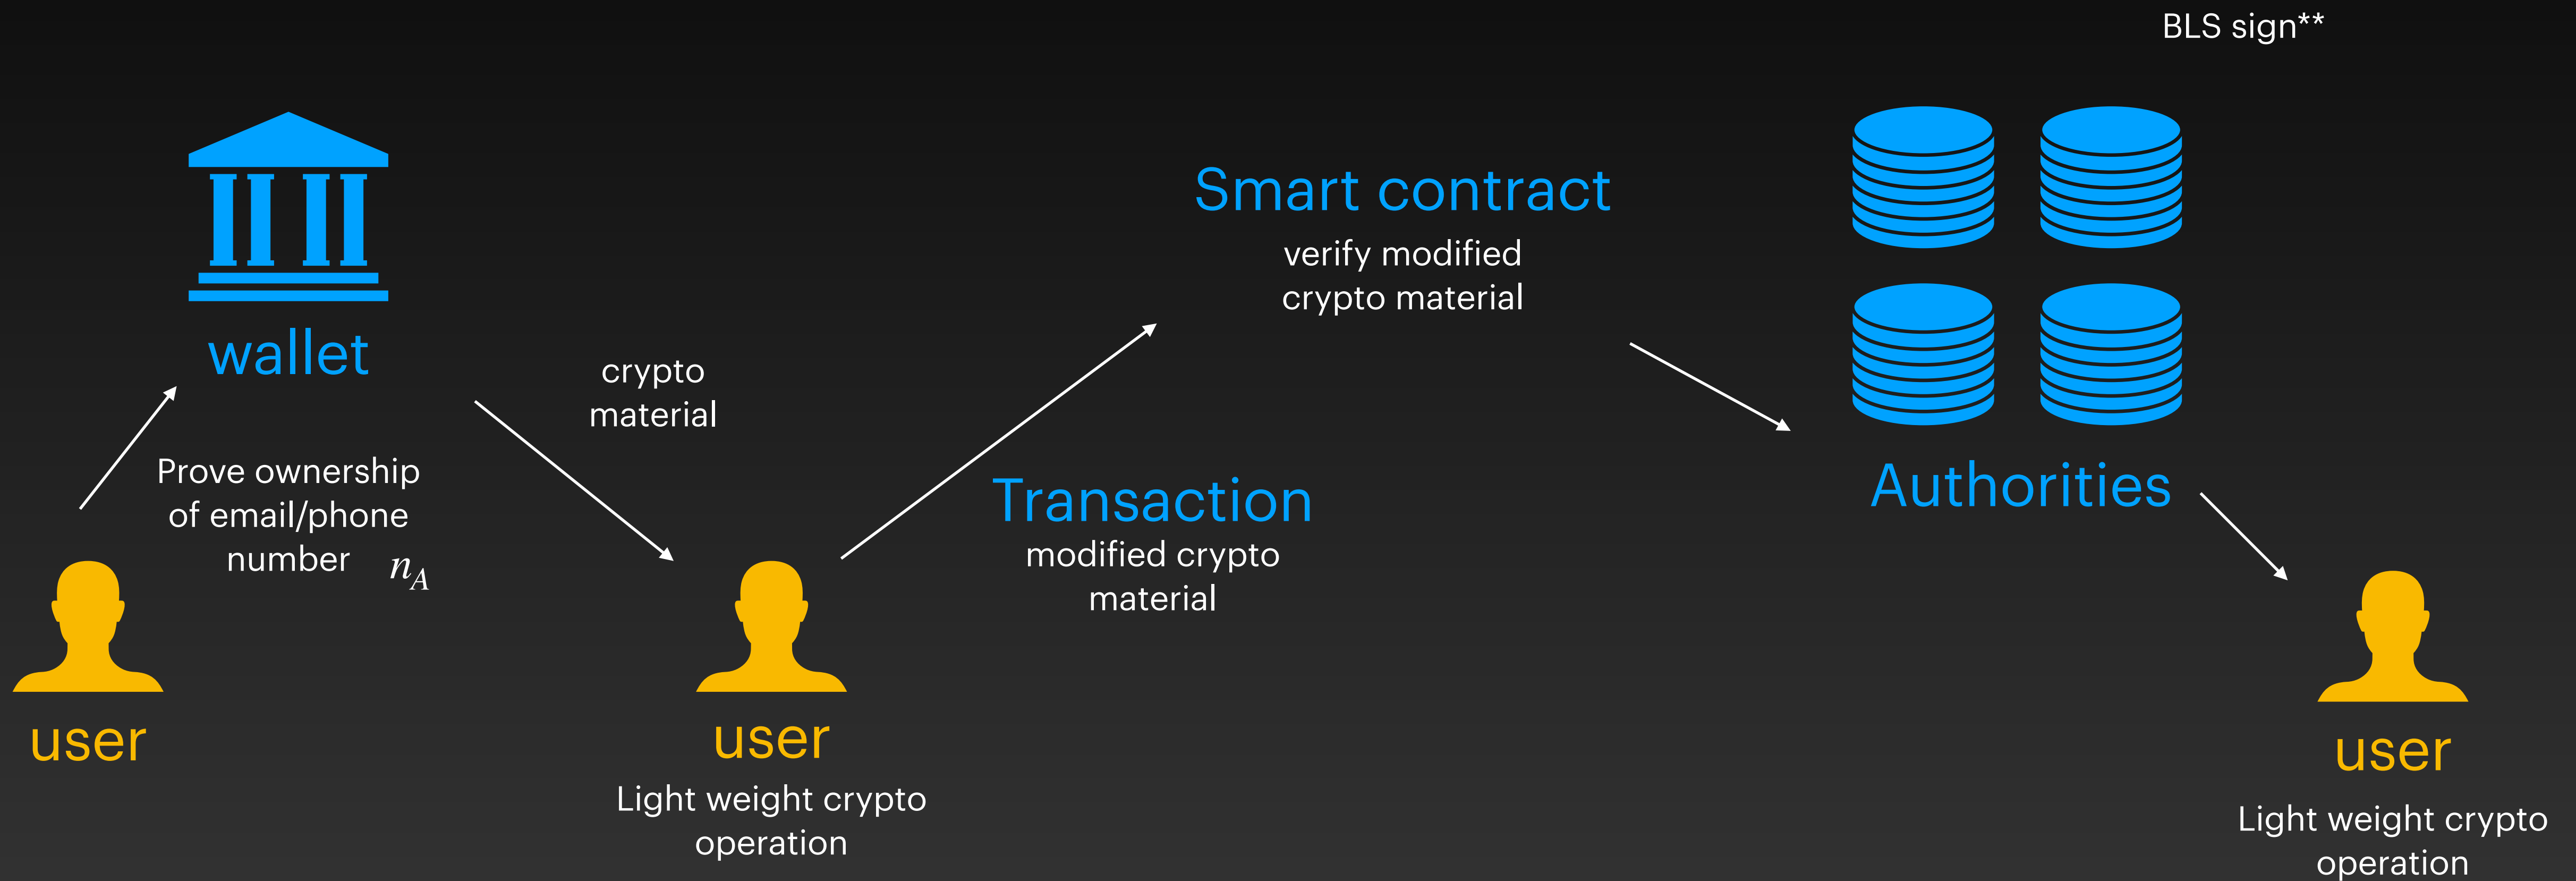 BLS sign**
wallet
Prove ownership
of email/phone
number n_A
user
crypto
material
user
Light weight crypto
operation
Smart contract
verify modified
crypto material
Transaction
modified crypto
material
Authorities
user
Light weight crypto
operation